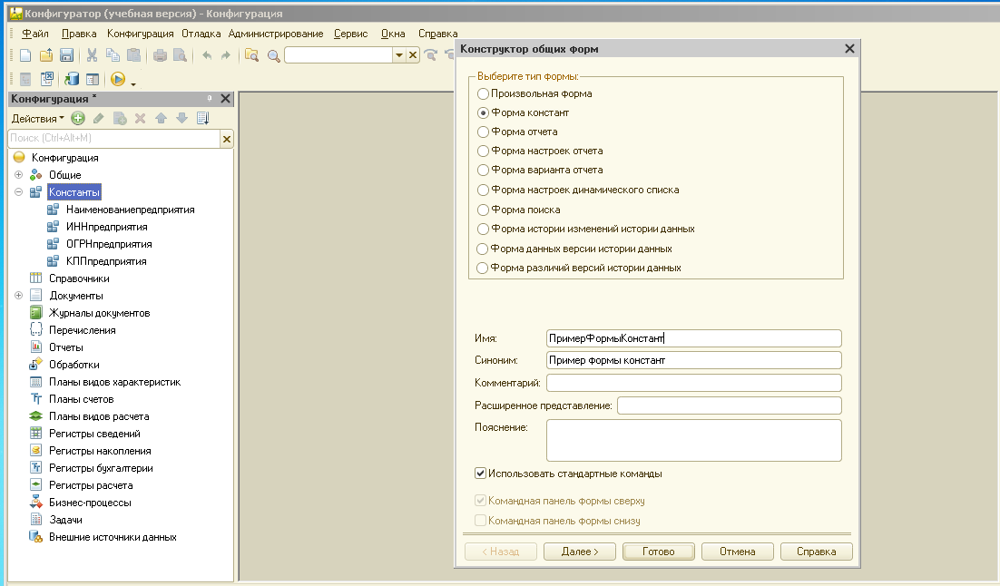 Конфигуратор (учебная версия) - Конфигурация
Файл Правка Конфигурация Отладка Администрирование Сервис Окна Справка
Конфигурация *
Действия
Поиск (Ctrl+Alt+M)
Конфигурация
Общие
Константы
Наименованиепредприятия
ИННпредприятия
ОГРНпредприятия
КПППредприятия
Справочники
Документы
Журналы документов
Перечисления
Отчеты
Обработки
Планы видов характеристик
Планы счетов
Планы видов расчета
Регистры сведений
Регистры накопления
Регистры бухгалтерии
Регистры расчета
Бизнес-процессы
Задачи
Внешние источники данных
Конструктор общих форм
Выберите тип формы:
Произвольная форма
Форма констант
Форма отчета
Форма настроек отчета
Форма варианта отчета
Форма настроек динамического списка
Форма поиска
Форма истории изменений истории данных
Форма данных версии истории данных
Форма различий версий истории данных
Имя: ПримерФормыКонстант
Синоним: Пример формы констант
Комментарий:
Расширенное представление:
Пояснение:
Использовать стандартные команды
Командная панель формы сверху
Командная панель формы снизу
< Назад Далее > Готово Отмена Справка